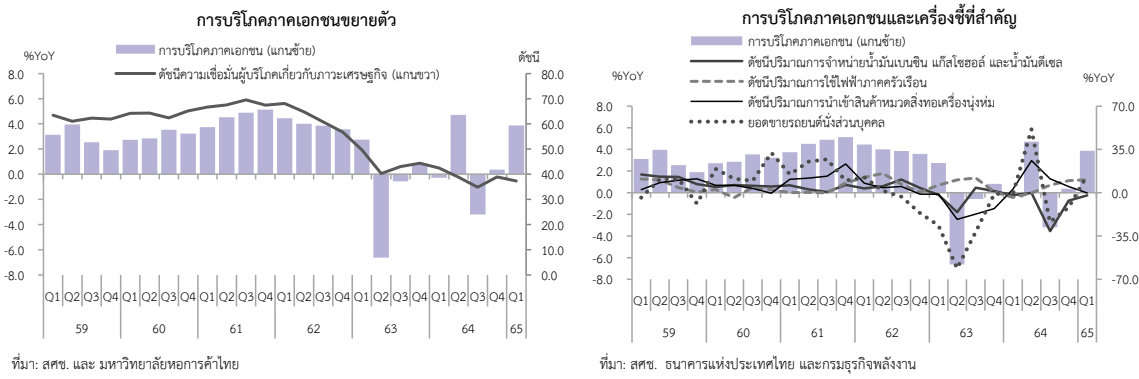 การบริโภคภาคเอกชนขยายตัว
%YoY
ดัชนี
การบริโภคภาคเอกชน (แกนซ้าย)
ดัชนีความเชื่อมั่นผู้บริโภคเกี่ยวกับภาวะเศรษฐกิจ (แกนขวา)
8.0 80.0
6.0 70.0
4.0 60.0
2.0 50.0
0.0 40.0
-2.0 30.0
-4.0 20.0
-6.0 10.0
-8.0 0.0
Q1 Q2 Q3 Q4 Q1 Q2 Q3 Q4 Q1 Q2 Q3 Q4 Q1 Q2 Q3 Q4 Q1 Q2 Q3 Q4 Q1 Q2 Q3 Q4 Q1
59 60 61 62 63 64 65
ที่มา: สศช. และ มหาวิทยาลัยหอการค้าไทย
การบริโภคภาคเอกชนและเครื่องชี้ที่สำคัญ
การบริโภคภาคเอกชน (แกนซ้าย)
ดัชนีปริมาณการจำหน่ายน้ำมันเบนซิน แก๊สโซฮอล์ และน้ำมันดีเซล
%YoY %YoY
ดัชนีปริมาณการใช้ไฟฟ้าภาคครัวเรือน
ดัชนีปริมาณการนำเข้าสินค้าหมวดสิ่งทอเครื่องนุ่งห่ม
ยอดขายรถยนต์นั่งส่วนบุคคล
8.0 70.0
6.0
4.0 35.0
2.0
0.0 0.0
-2.0
-4.0 -35.0
-6.0
-8.0 -70.0
Q1 Q2 Q3 Q4 Q1 Q2 Q3 Q4 Q1 Q2 Q3 Q4 Q1 Q2 Q3 Q4 Q1 Q2 Q3 Q4 Q1 Q2 Q3 Q4 Q1
59 60 61 62 63 64 65
ที่มา: สศช. ธนาคารแห่งประเทศไทย และกรมธุรกิจพลังงาน